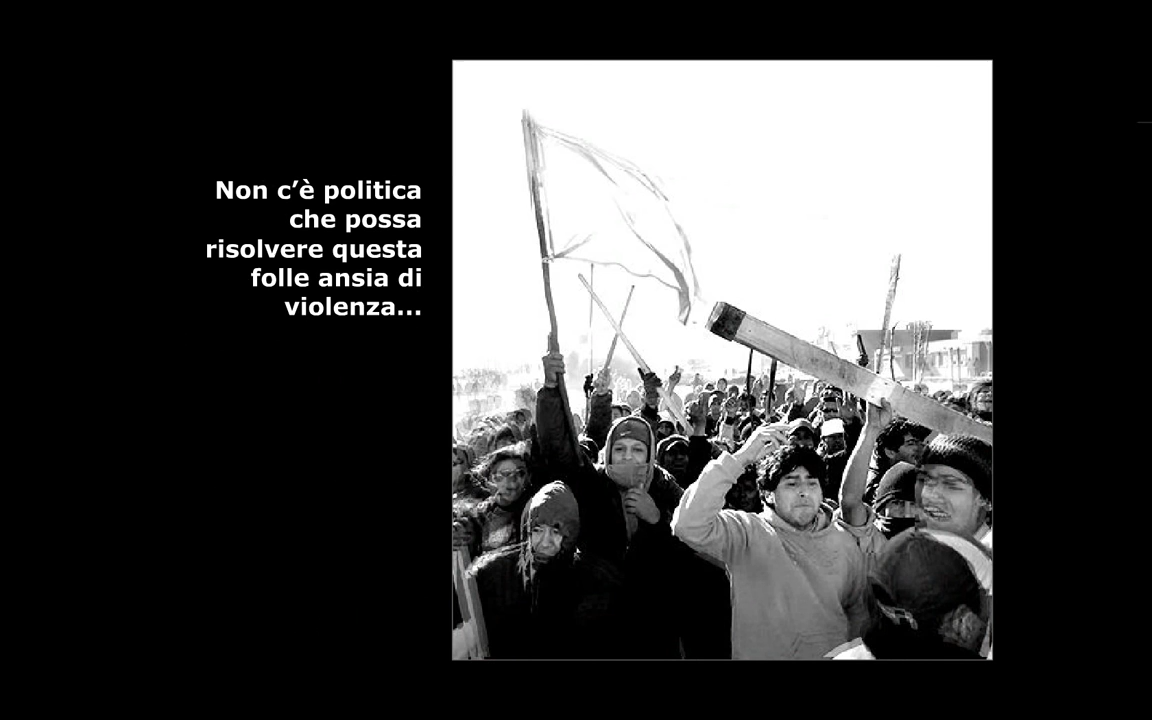 Non c’è politica
che possa
risolvere questa
folle ansia di
violenza...